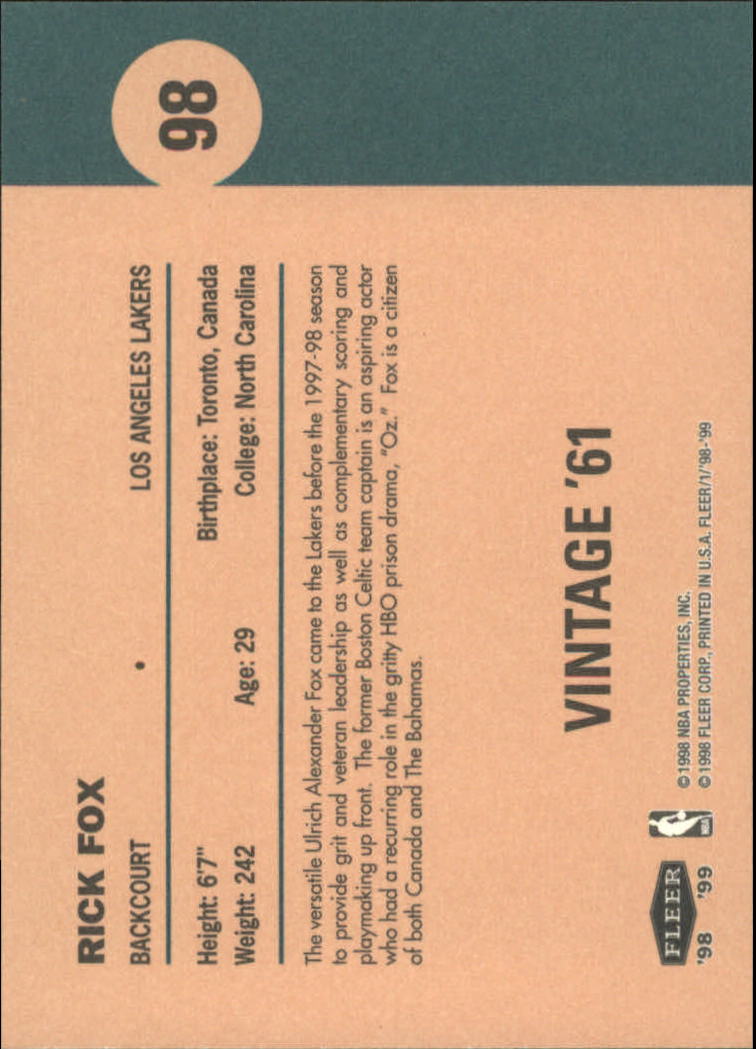 98
RICK FOX
BACKCOURT • LOS ANGELES LAKERS
Height: 6'7" Birthplace: Toronto, Canada
Weight: 242 Age: 29 College: North Carolina
The versatile Ulrich Alexander Fox came to the Lakers before the 1997-98 season
to provide grit and veteran leadership as well as complementary scoring and
playmaking up front. The former Boston Celtic team captain is an aspiring actor
who had a recurring role in the gritty HBO prison drama, "Oz." Fox is a citizen
of both Canada and The Bahamas.
VINTAGE '61
FLEER
'98 '99
NBA
©1998 NBA PROPERTIES, INC.
©1998 FLEER CORP., PRINTED IN U.S.A. FLEER/1/'98-'99